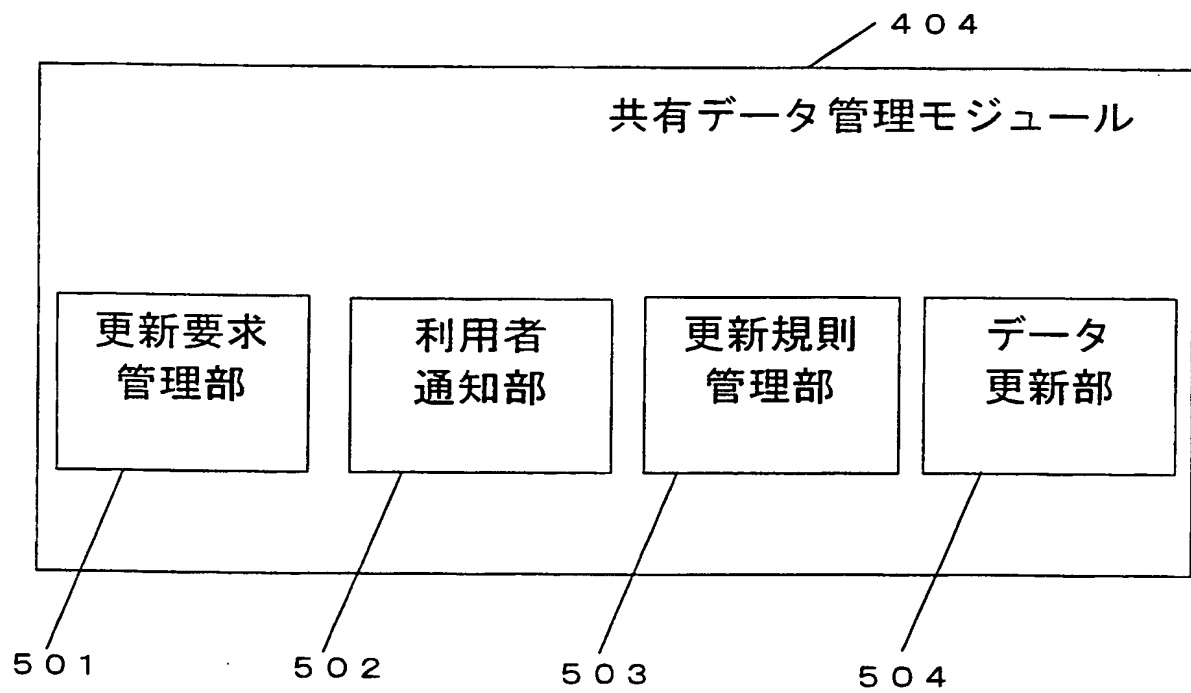 ４０４
共有データ管理モジュール
更新要求
管理部
利用者
通知部
更新規則
管理部
データ
更新部
５０１
５０２
５０３
５０４